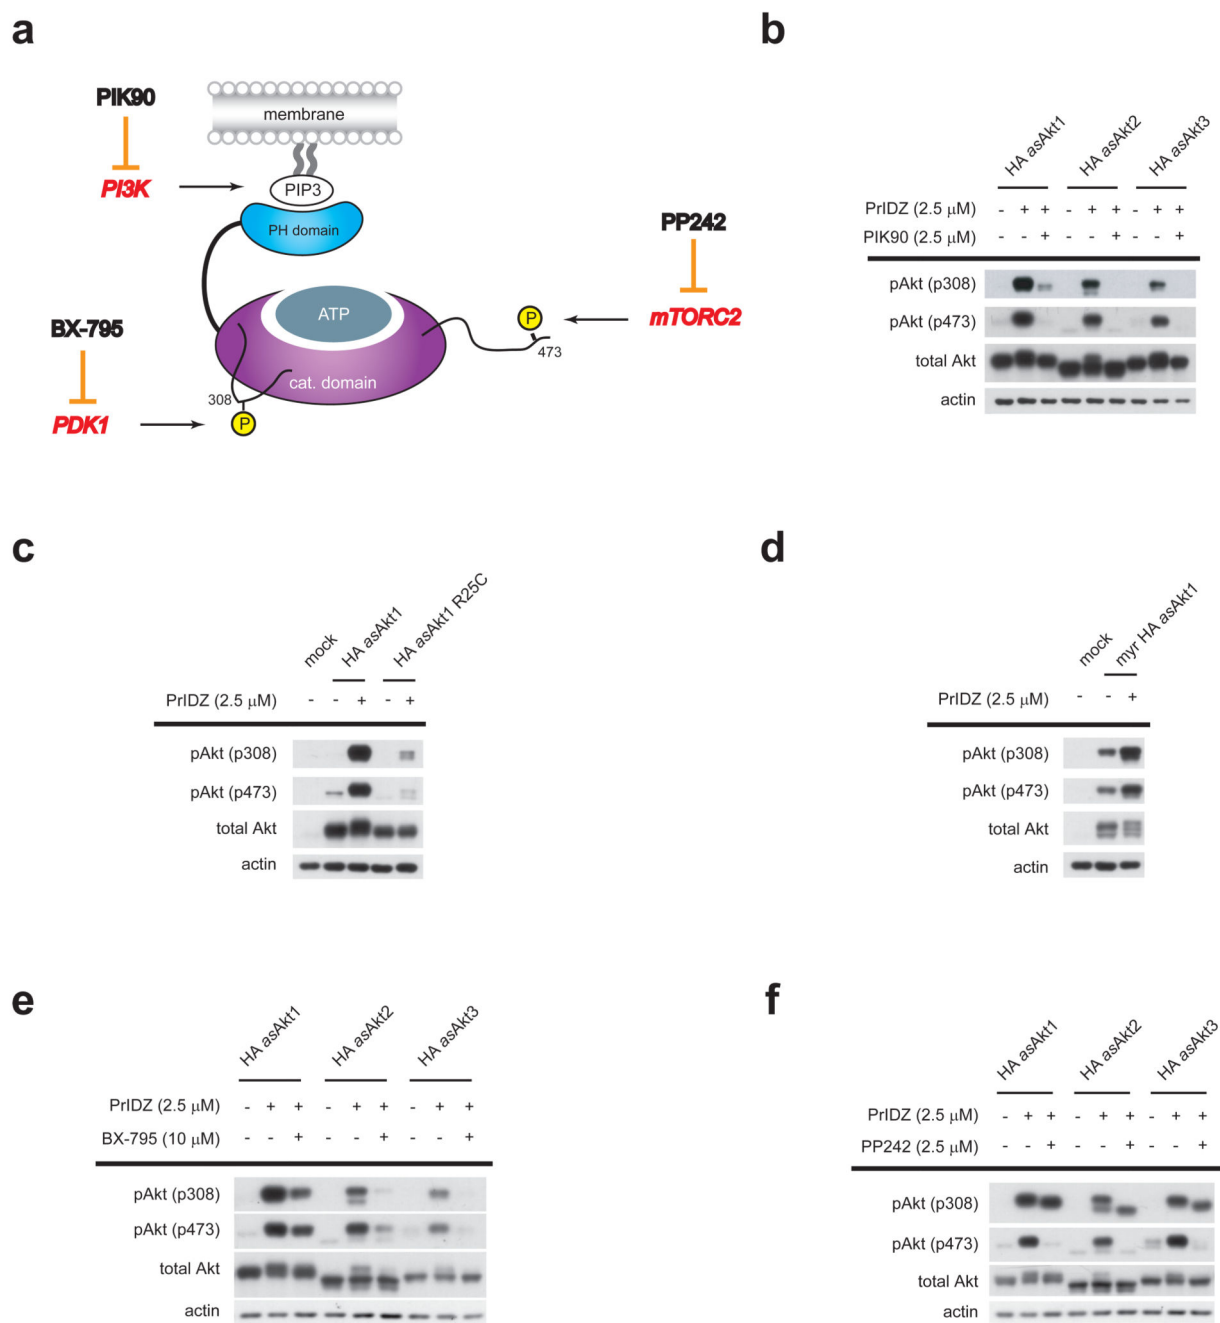 a
PIK90
membrane
PI3K
PIP3
PH domain
PP242
ATP
BX-795
P
mTORC2
473
cat. domain
308
PDK1
P
b
HA asAkt1
HA asAkt2
HA asAkt3
PrIDZ (2.5 μM) - + + - + + - + +
PIK90 (2.5 μM) - - + - - + - - +
pAkt (p308)
pAkt (p473)
total Akt
actin
c
mock
HA asAkt1
HA asAkt1 R25C
PrIDZ (2.5 μM) - - + - +
pAkt (p308)
pAkt (p473)
total Akt
actin
d
mock
myr HA asAkt1
PrIDZ (2.5 μM) - - +
pAkt (p308)
pAkt (p473)
total Akt
actin
e
HA asAkt1
HA asAkt2
HA asAkt3
PrIDZ (2.5 μM) - + + - + + - + +
BX-795 (10 μM) - - + - - + - - +
pAkt (p308)
pAkt (p473)
total Akt
actin
f
HA asAkt1
HA asAkt2
HA asAkt3
PrIDZ (2.5 μM) - + + - + + - + +
PP242 (2.5 μM) - - + - - + - - +
pAkt (p308)
pAkt (p473)
total Akt
actin